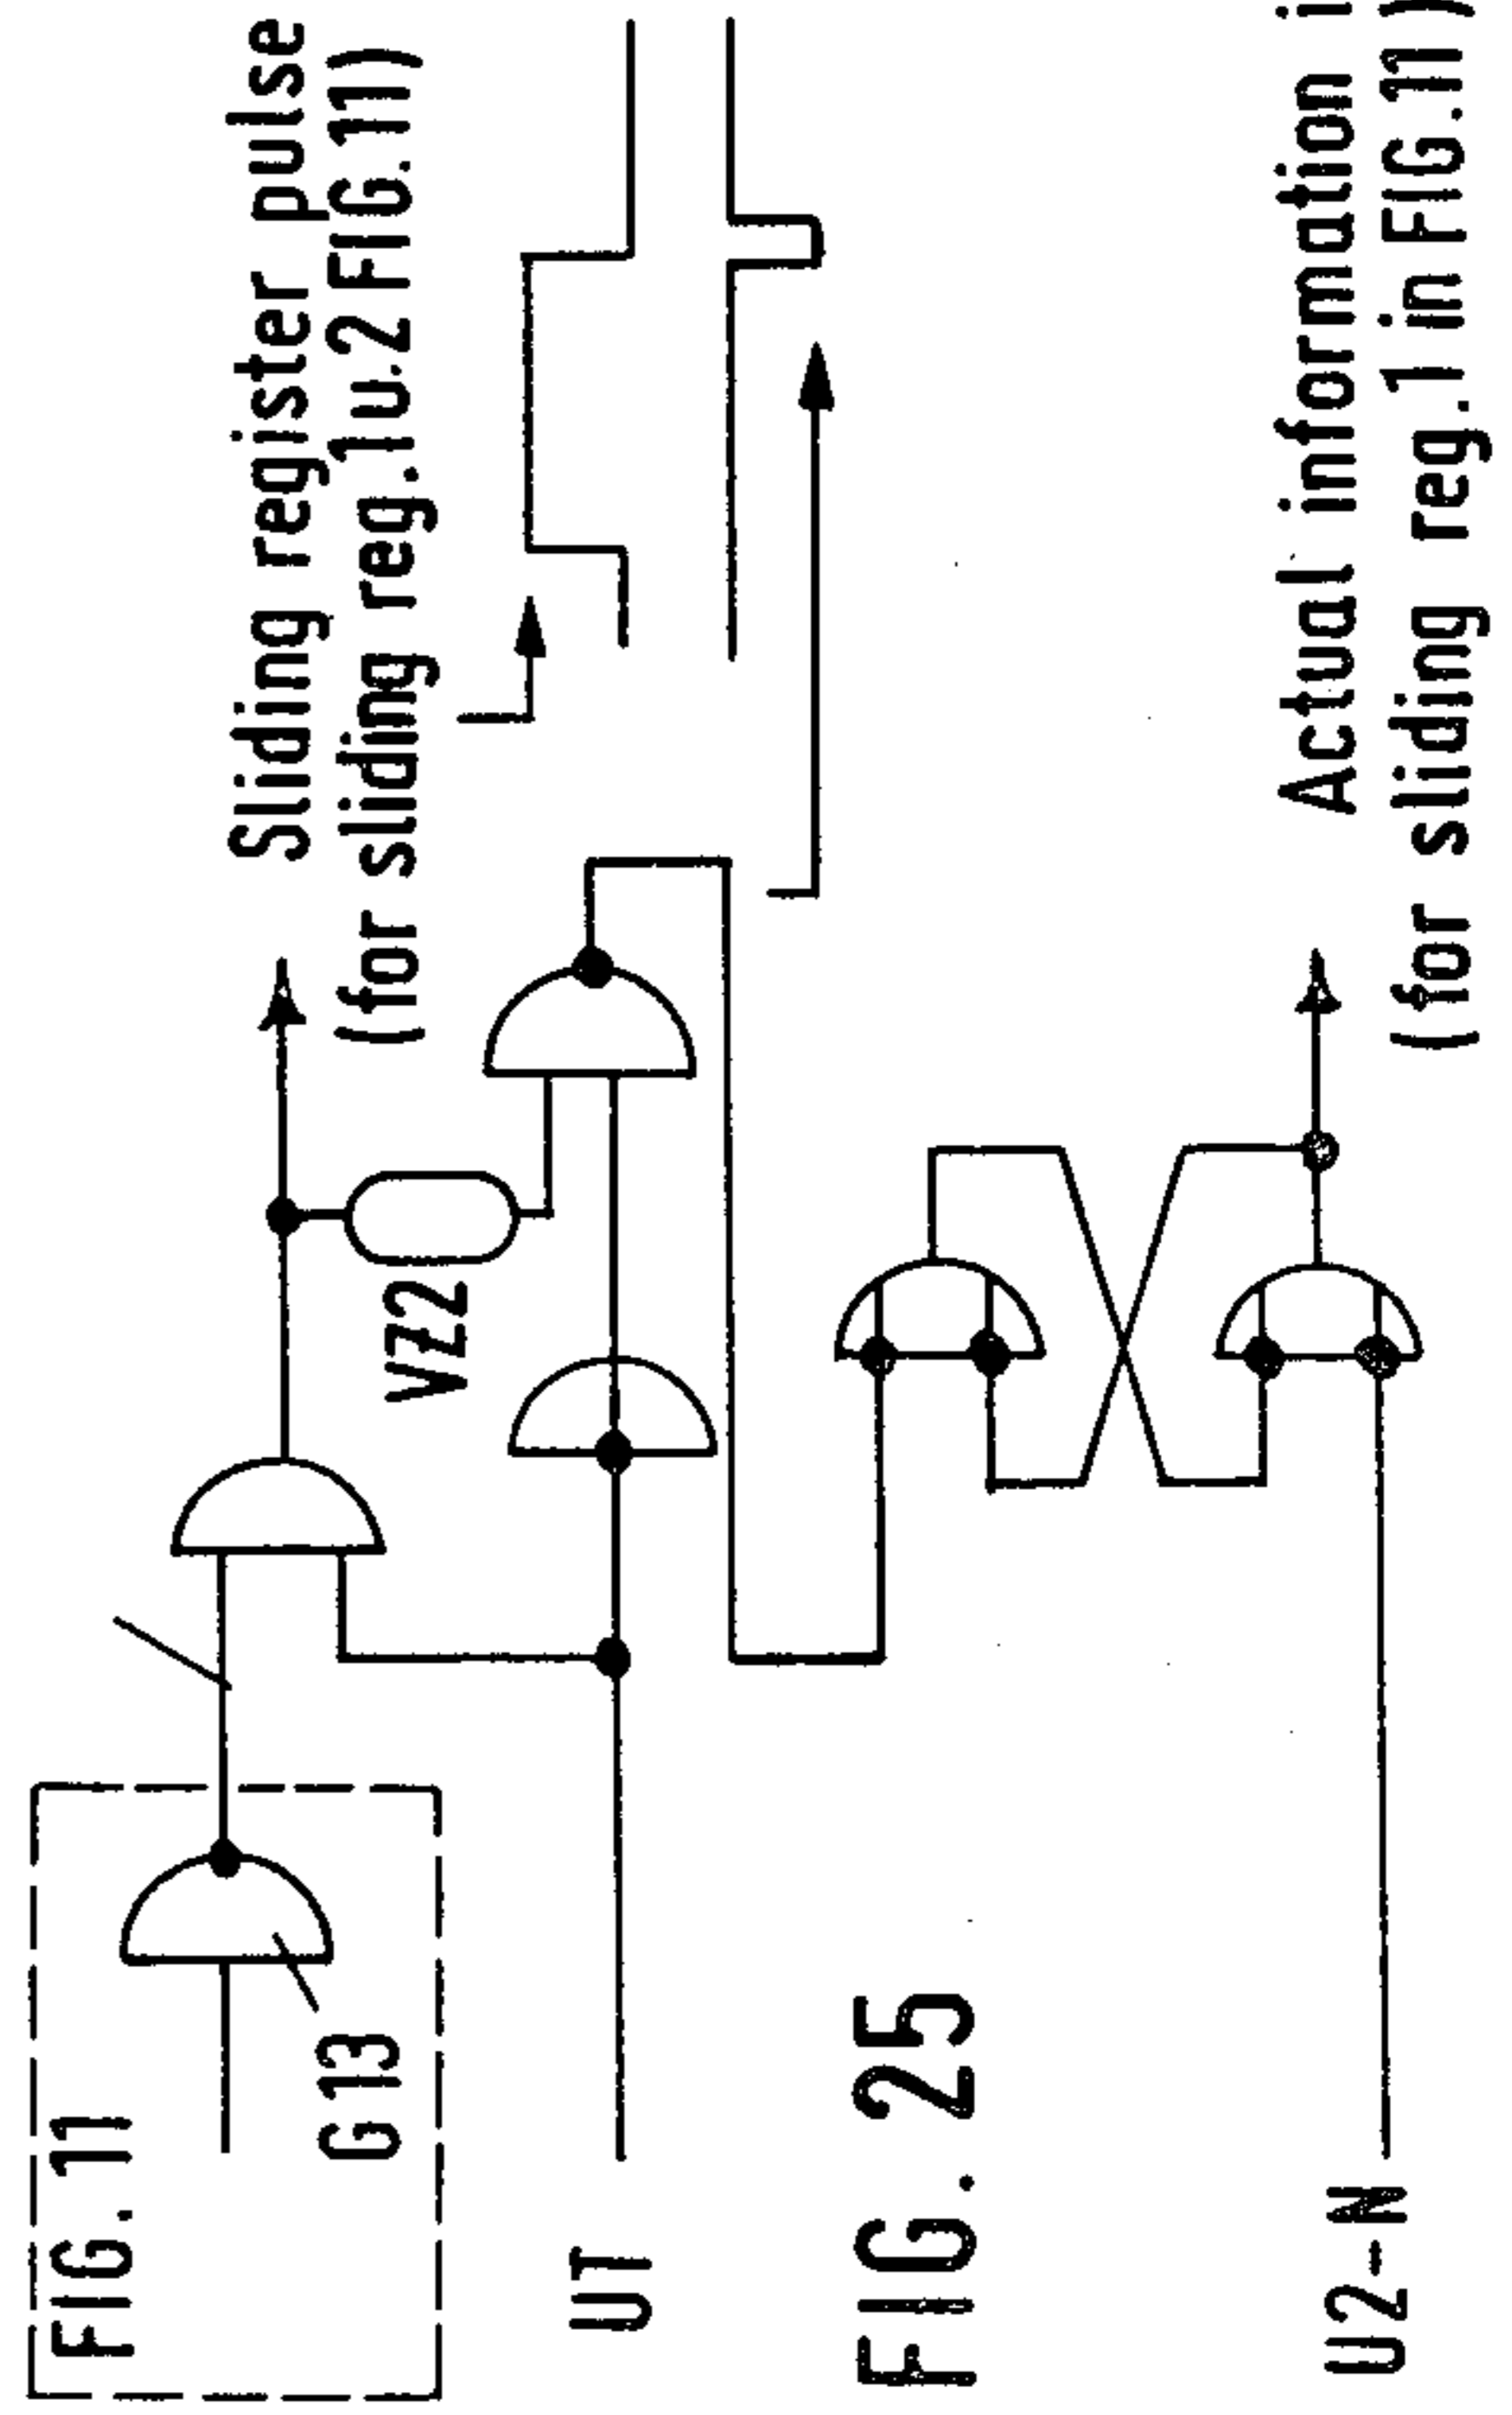 FIG. 11
G13
UT
FIG. 25
U2-N
VZ2
Sliding register pulse
(for sliding reg.1u.2 FIG.11)
Actual information i
(for sliding reg.1 in FIG.11)